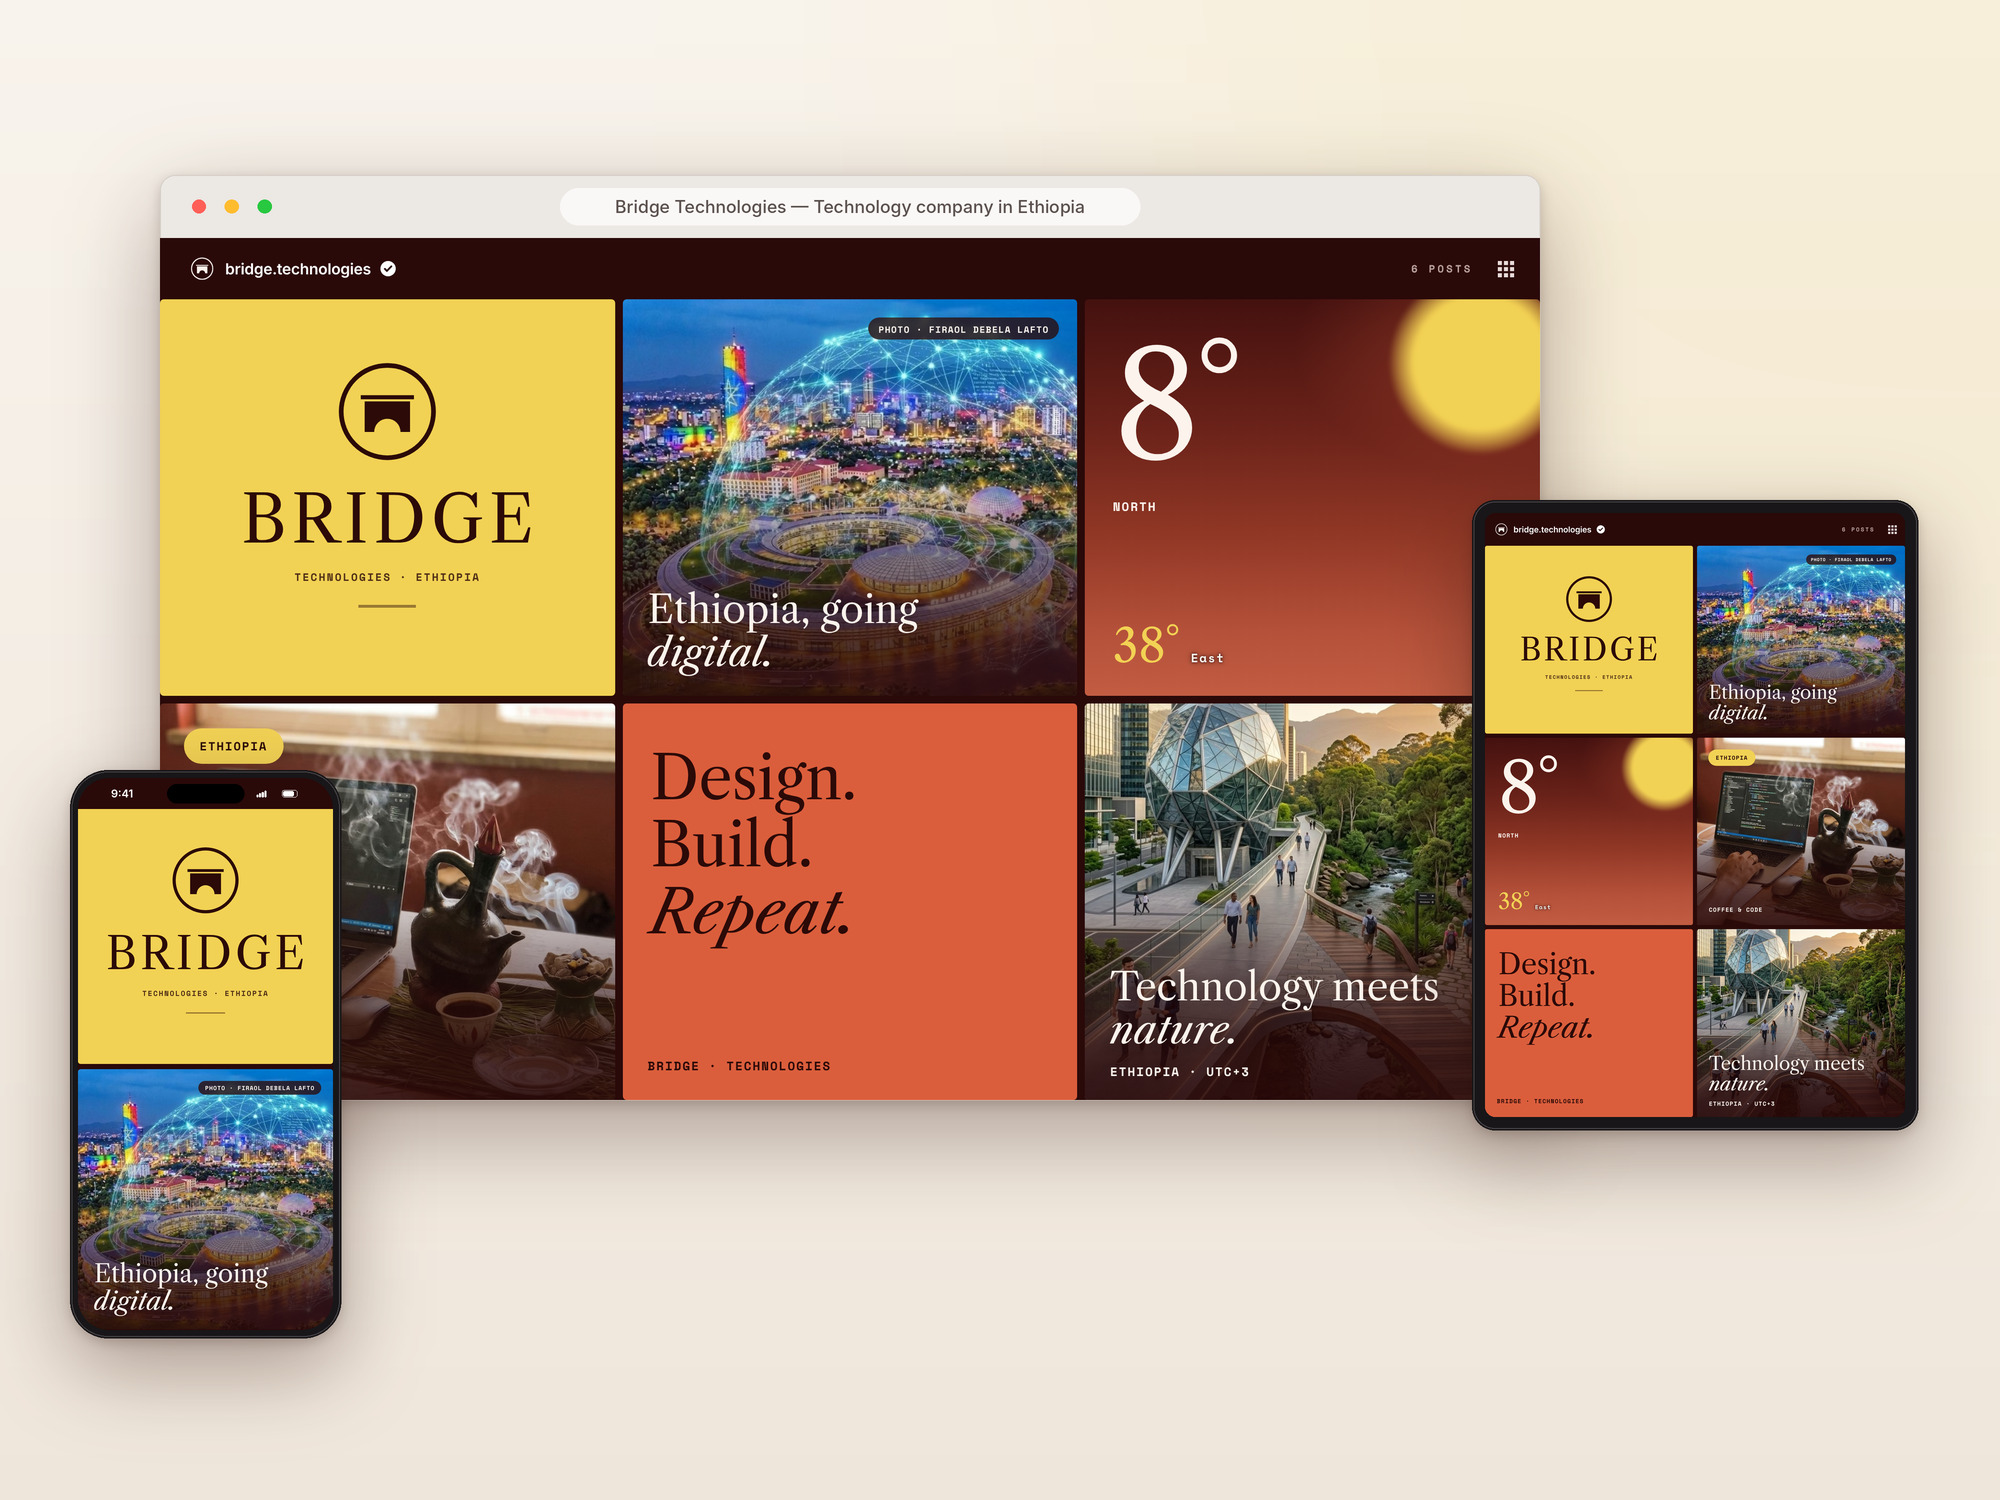 Bridge Technologies — Technology company in Ethiopia
bridge.technologies
6 POSTS
BRIDGE
TECHNOLOGIES · ETHIOPIA
PHOTO · FIRAOL DEBELA LAFTO
Ethiopia, going
digital.
8°
NORTH
38° East
ETHIOPIA
Design.
Build.
Repeat.
BRIDGE · TECHNOLOGIES
Technology meets
nature.
ETHIOPIA · UTC+3
9:41
BRIDGE
TECHNOLOGIES · ETHIOPIA
PHOTO · FIRAOL DEBELA LAFTO
Ethiopia, going
digital.
bridge.technologies
6 POSTS
BRIDGE
TECHNOLOGIES · ETHIOPIA
PHOTO · FIRAOL DEBELA LAFTO
Ethiopia, going
digital.
8°
NORTH
38° East
ETHIOPIA
COFFEE & CODE
Design.
Build.
Repeat.
BRIDGE · TECHNOLOGIES
Technology meets
nature.
ETHIOPIA · UTC+3